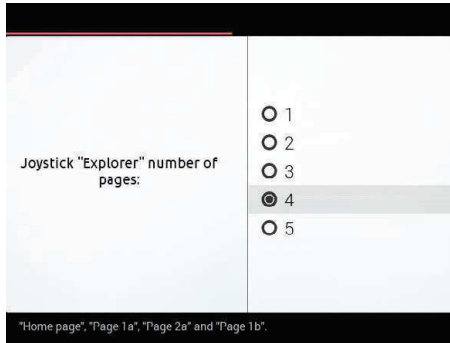 Joystick "Explorer" number of
pages:
1
2
3
4
5
"Home page", "Page 1a", "Page 2a" and "Page 1b".